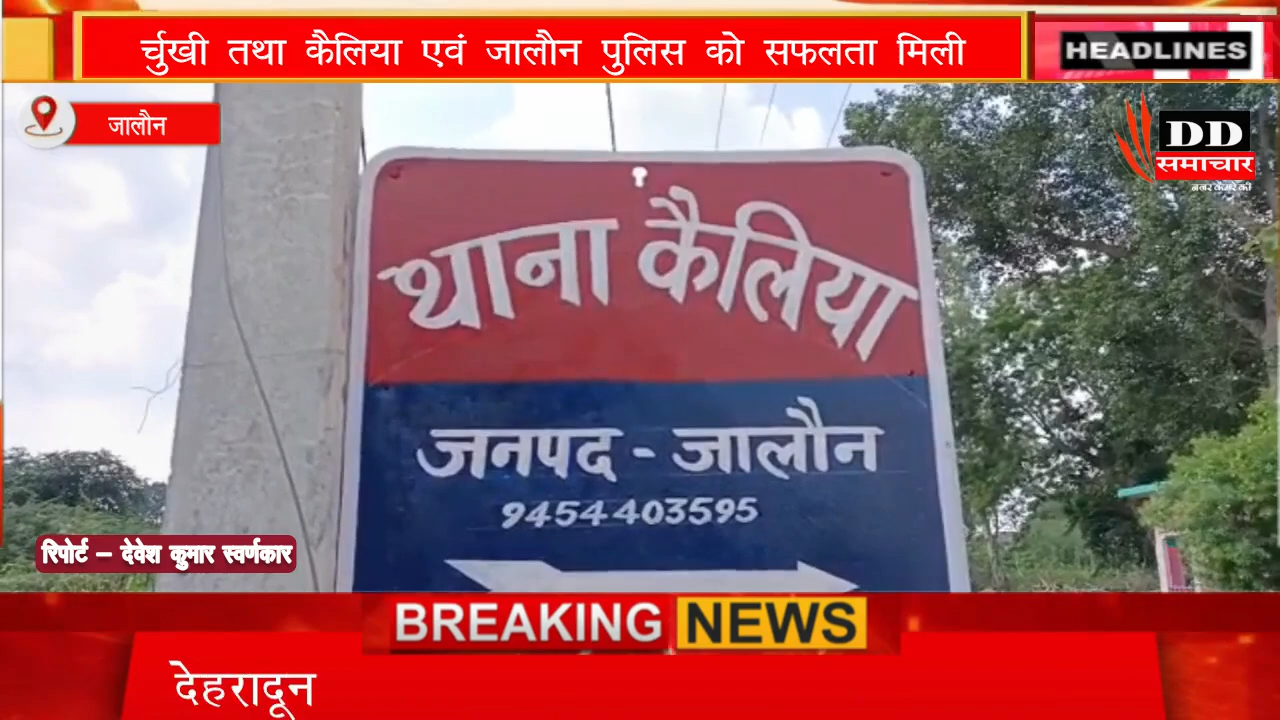 र्चुखी तथा कैलिया एवं जालौन पुलिस को सफलता मिली
HEADLINES
जालौन
DD
समाचार
थाना कैलिया
जनपद - जालौन
9454403595
रिपोर्ट – देवेश कुमार स्वर्णकार
BREAKING NEWS
देहरादून